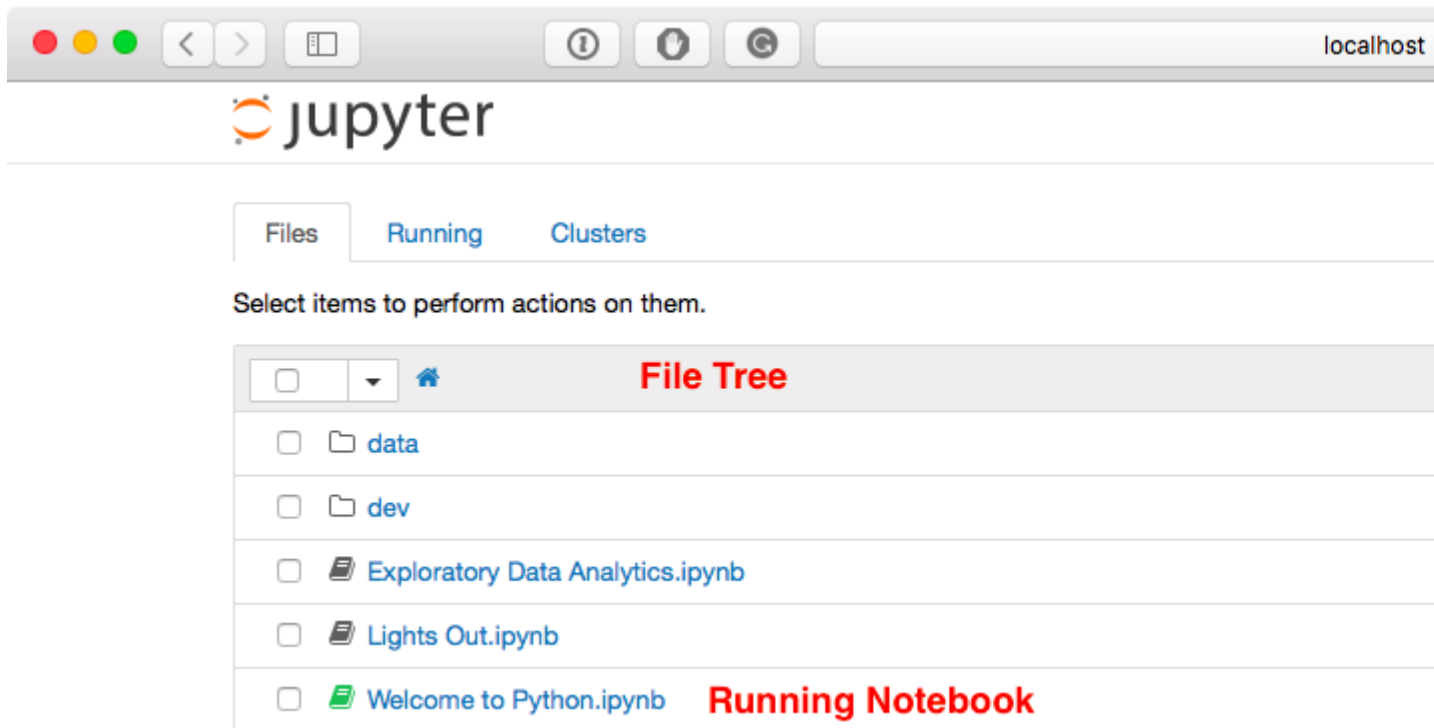 localhost
jupyter
Files Running Clusters
Select items to perform actions on them.
File Tree
data
dev
Exploratory Data Analytics.ipynb
Lights Out.ipynb
Welcome to Python.ipynb Running Notebook